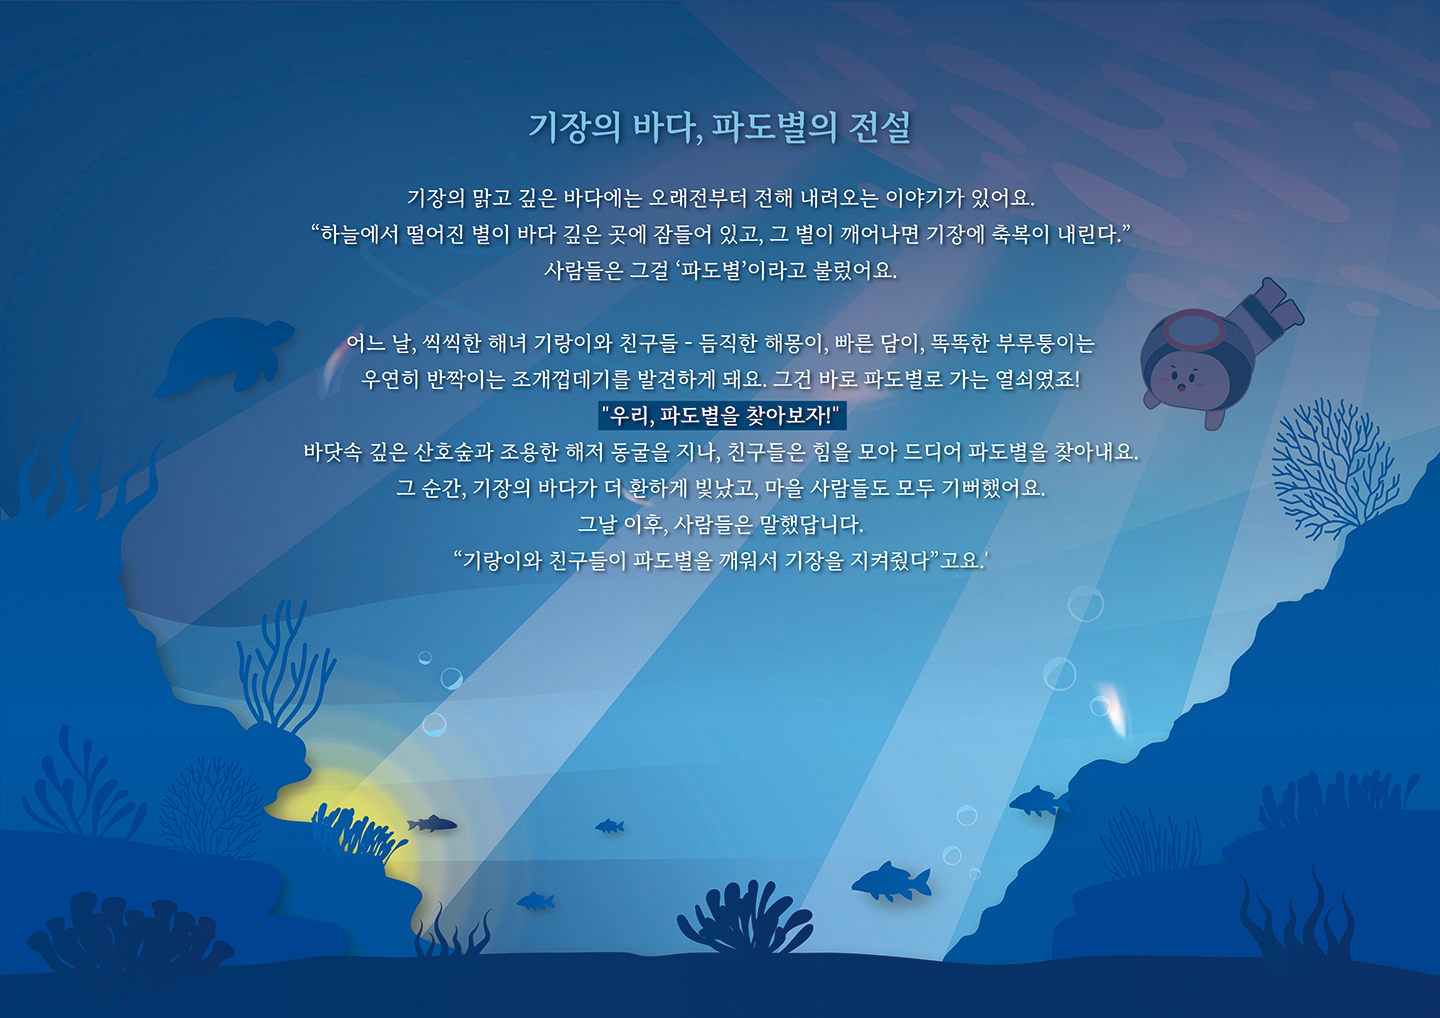 기장의 바다, 파도별의 전설
기장의 맑고 깊은 바다에는 오래전부터 전해 내려오는 이야기가 있어요.
“하늘에서 떨어진 별이 바다 깊은 곳에 잠들어 있고, 그 별이 깨어나면 기장에 축복이 내린다.”
사람들은 그걸 ‘파도별’이라고 불렀어요.
어느 날, 씩씩한 해녀 기랑이와 친구들 - 듬직한 해몽이, 빠른 담이, 똑똑한 부루퉁이는
우연히 반짝이는 조개껍데기를 발견하게 돼요. 그건 바로 파도별로 가는 열쇠였죠!
"우리, 파도별을 찾아보자!"
바닷속 깊은 산호숲과 조용한 해저 동굴을 지나, 친구들은 힘을 모아 드디어 파도별을 찾아내요.
그 순간, 기장의 바다가 더 환하게 빛났고, 마을 사람들도 모두 기뻐했어요.
그날 이후, 사람들은 말했답니다.
“기랑이와 친구들이 파도별을 깨워서 기장을 지켜줬다”고요.'